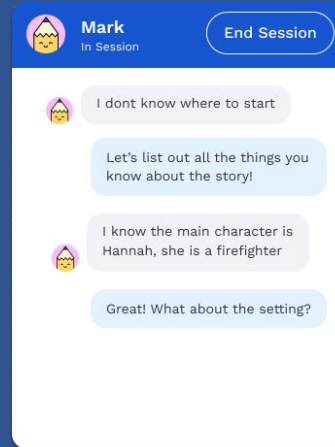 Mark
In Session
End Session
I dont know where to start
Let’s list out all the things you
know about the story!
I know the main character is
Hannah, she is a firefighter
Great! What about the setting?